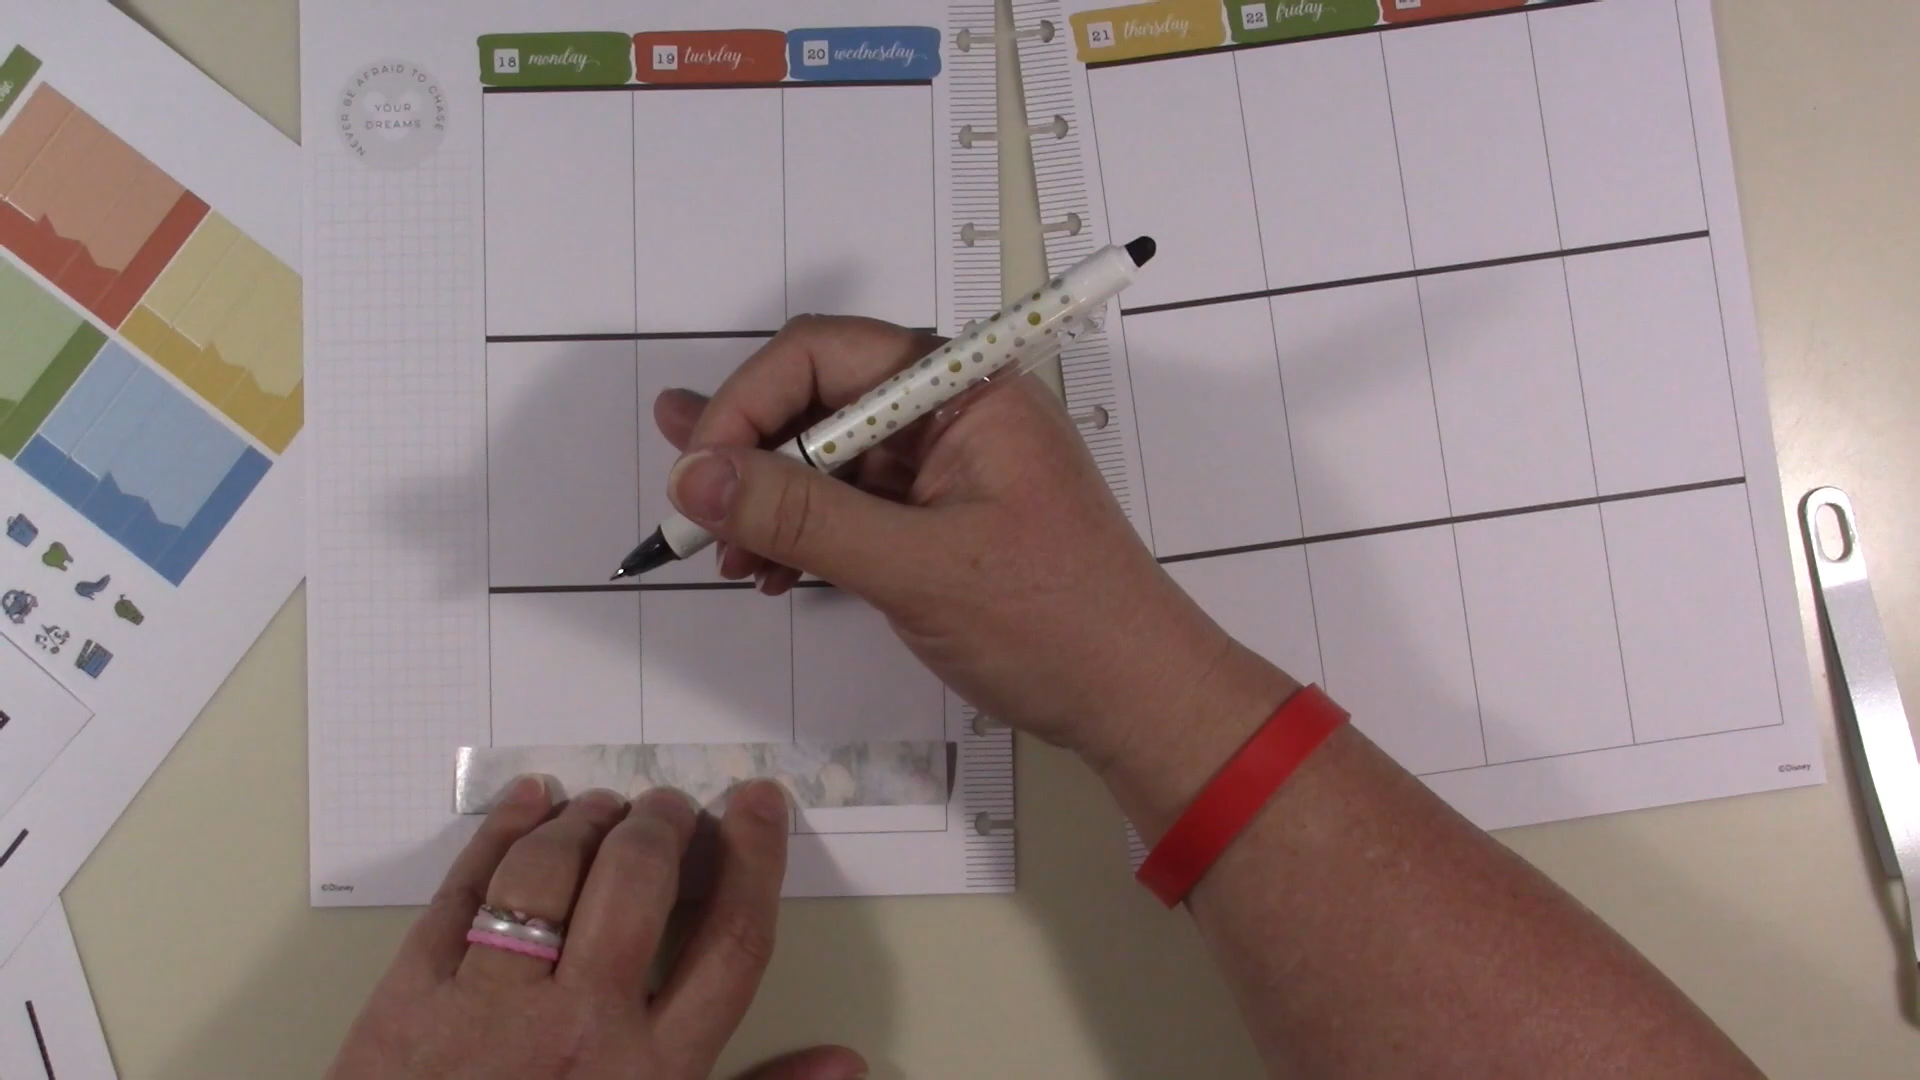 18 monday
19 tuesday
20 wednesday
21 thursday
22 friday
NEVER BE AFRAID TO CHASE
YOUR
DREAMS
©Disney
©Disney